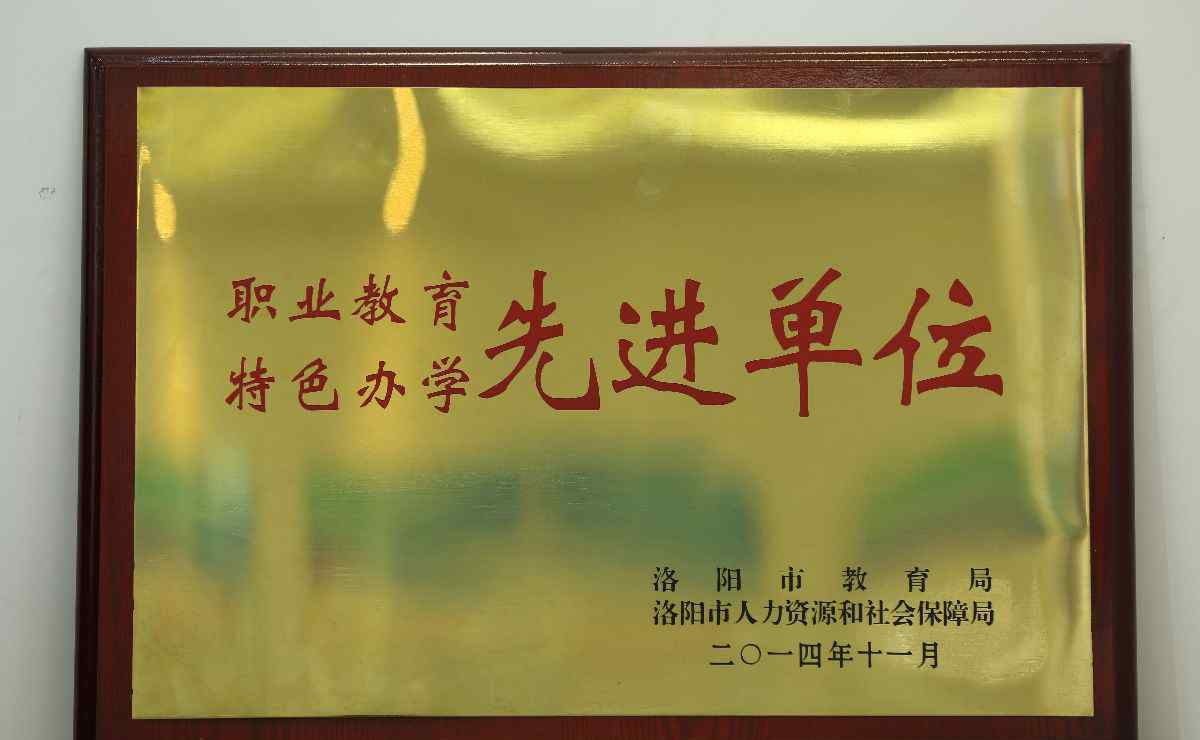 职业教育
特色办学
先进单位
洛阳市教育局
洛阳市人力资源和社会保障局
二〇一四年十一月